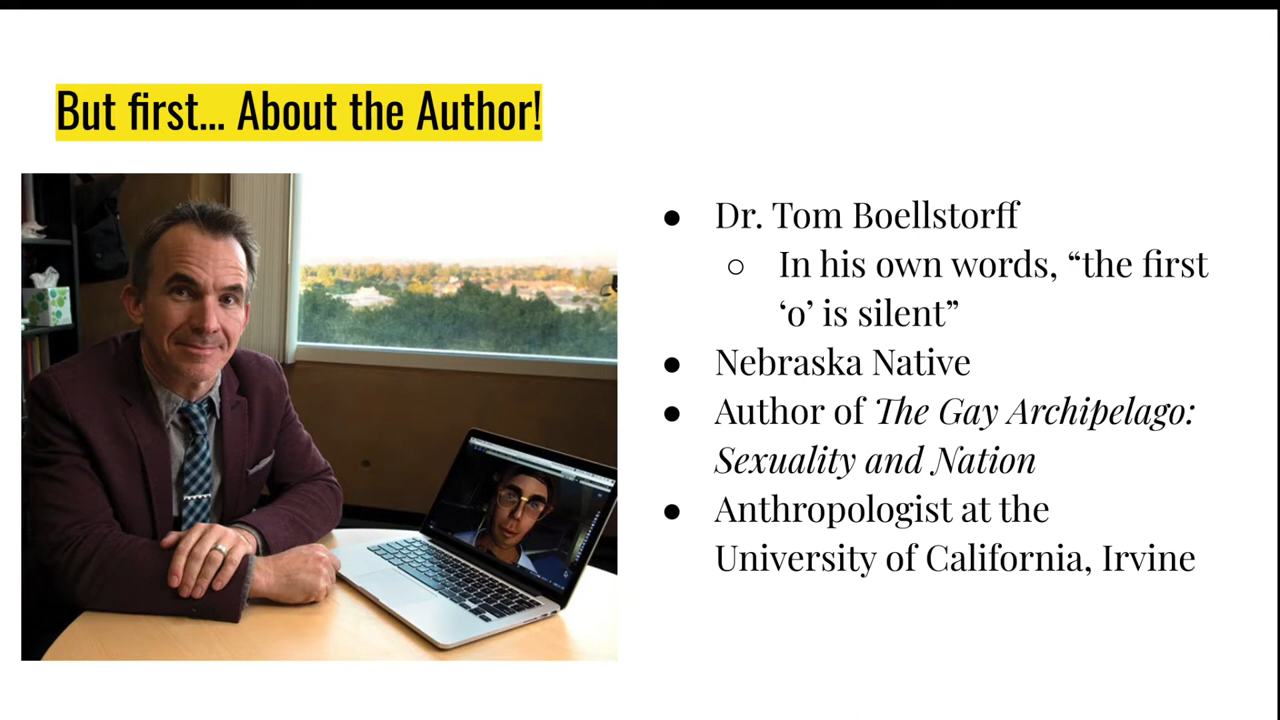 But first... About the Author!
● Dr. Tom Boellstorff
○ In his own words, “the first
‘o’ is silent”
● Nebraska Native
● Author of The Gay Archipelago:
Sexuality and Nation
● Anthropologist at the
University of California, Irvine